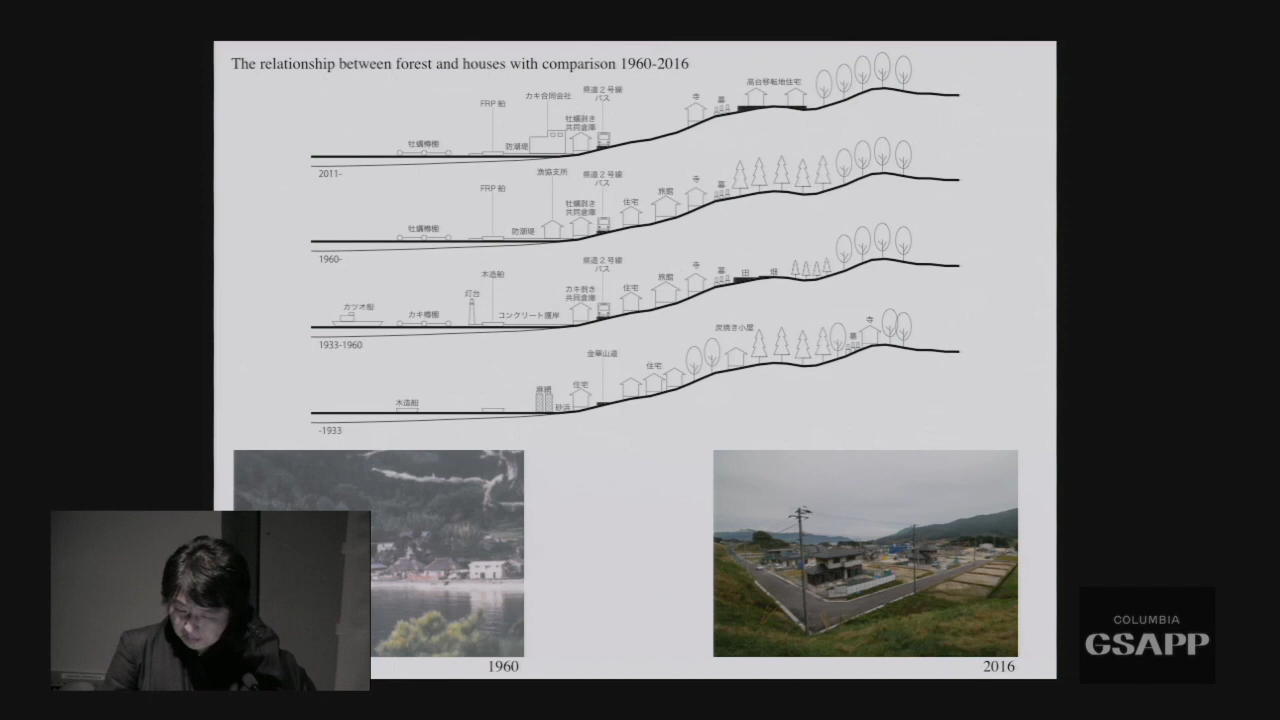 The relationship between forest and houses with comparison 1960-2016
県道２号線
バス
カキ合同会社
FRP 船
高台移転地住宅
寺
墓
牡蠣剥き
共同倉庫
牡蠣樽棚
防潮堤
2011-
漁協支所
県道２号線
バス
FRP 船
寺
墓
旅館
住宅
牡蠣剥き
共同倉庫
牡蠣樽棚
防潮堤
1960-
県道２号線
バス
木造船
寺
墓
田
畑
旅館
住宅
カキ剥き
共同倉庫
灯台
カツオ船
カキ樽棚
コンクリート護岸
1933-1960
寺
墓
炭焼き小屋
金華山道
住宅
住宅
麻網
砂浜
木造船
-1933
1960
2016
COLUMBIA
GSAPP